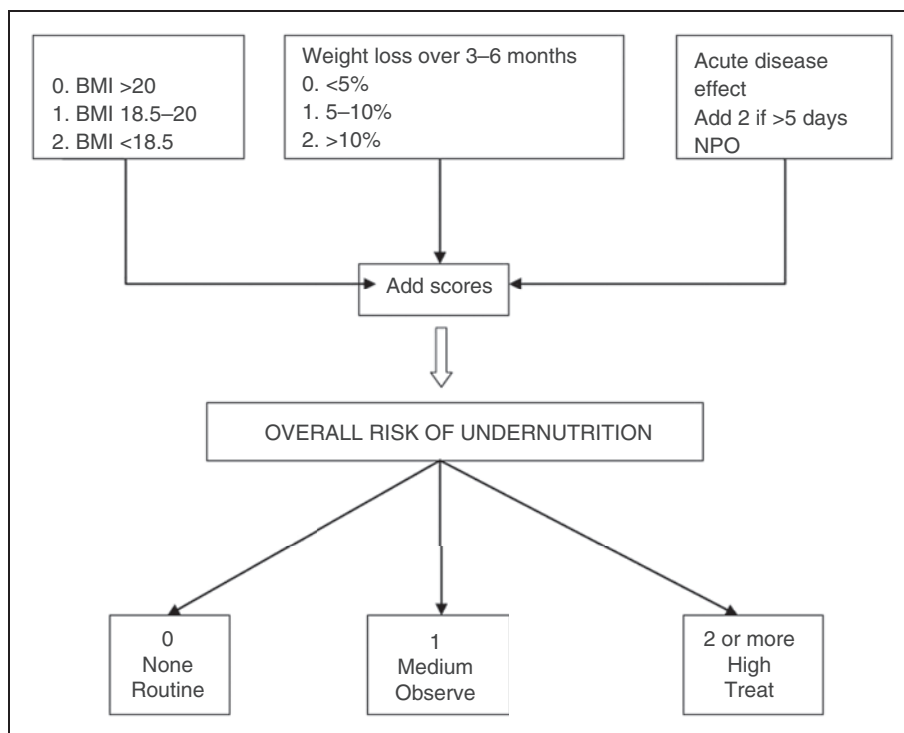 0. BMI >20
1. BMI 18.5–20
2. BMI <18.5
Weight loss over 3–6 months
0. <5%
1. 5–10%
2. >10%
Acute disease
effect
Add 2 if >5 days
NPO
Add scores
OVERALL RISK OF UNDERNUTRITION
0
None
Routine
1
Medium
Observe
2 or more
High
Treat